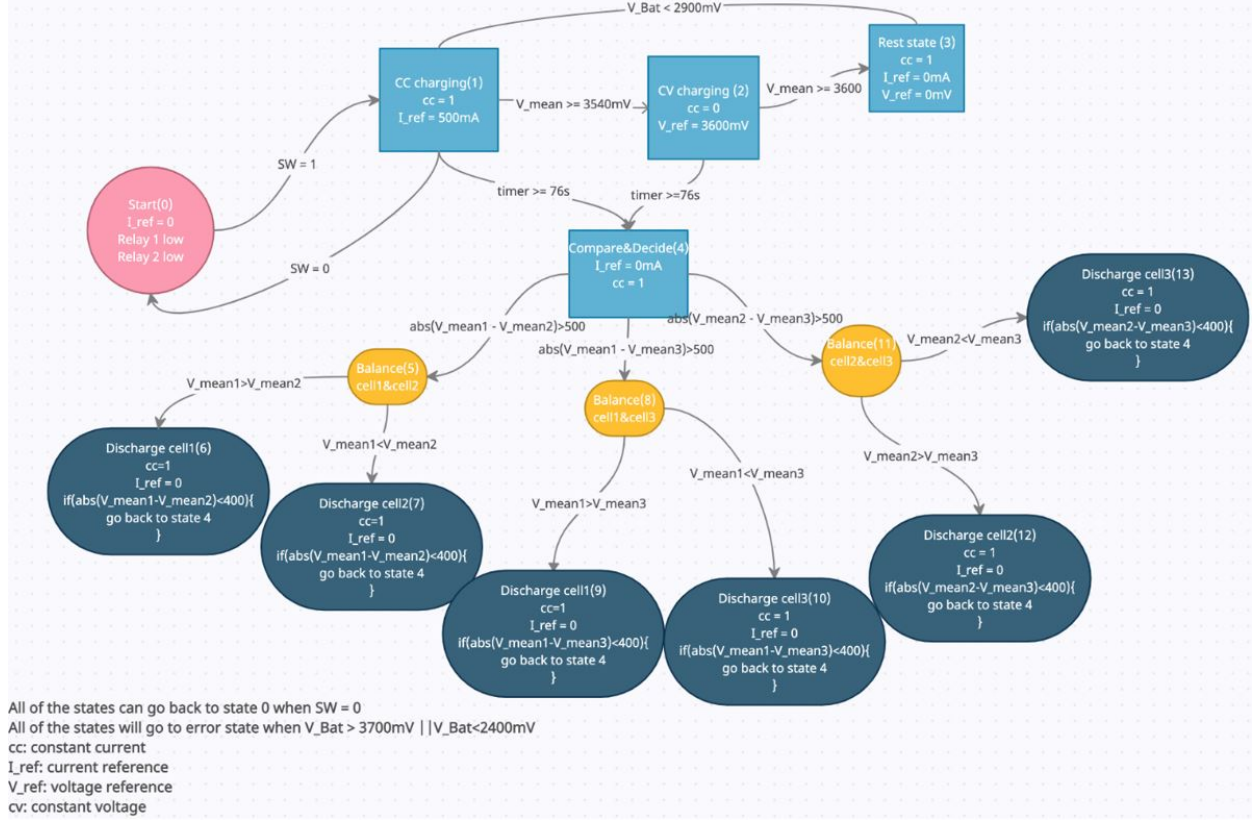 V_Bat < 2900mV
Rest state (3)
cc = 1
I_ref = 0mA
V_ref = 0mV
CC charging(1)
cc = 1
I_ref = 500mA
V_mean >= 3540mV
CV charging (2)
cc = 0
V_ref = 3600mV
V_mean >= 3600
SW = 1
timer >= 76s
timer >=76s
Start(0)
I_ref = 0
Relay 1 low
Relay 2 low
SW = 0
Compare&Decide(4)
I_ref = 0mA
cc = 1
abs(V_mean1 - V_mean2)>500
abs(V_mean1 - V_mean3)>500
abs(V_mean2 - V_mean3)>500
Discharge cell3(13)
cc = 1
I_ref = 0
if(abs(V_mean2-V_mean3)<400){
go back to state 4
}
Balance(11)
cell2&cell3
V_mean2<V_mean3
Balance(5)
cell1&cell2
V_mean1>V_mean2
Balance(8)
cell1&cell3
V_mean1<V_mean2
V_mean2>V_mean3
V_mean1<V_mean3
V_mean1>V_mean3
Discharge cell1(6)
cc=1
I_ref = 0
if(abs(V_mean1-V_mean2)<400){
go back to state 4
}
Discharge cell2(7)
cc=1
I_ref = 0
if(abs(V_mean1-V_mean2)<400){
go back to state 4
}
Discharge cell1(9)
cc=1
I_ref = 0
if(abs(V_mean1-V_mean3)<400){
go back to state 4
}
Discharge cell3(10)
cc = 1
I_ref = 0
if(abs(V_mean1-V_mean3)<400){
go back to state 4
}
Discharge cell2(12)
cc = 1
I_ref = 0
if(abs(V_mean2-V_mean3)<400){
go back to state 4
}
All of the states can go back to state 0 when SW = 0
All of the states will go to error state when V_Bat > 3700mV ||V_Bat<2400mV
cc: constant current
I_ref: current reference
V_ref: voltage reference
cv: constant voltage